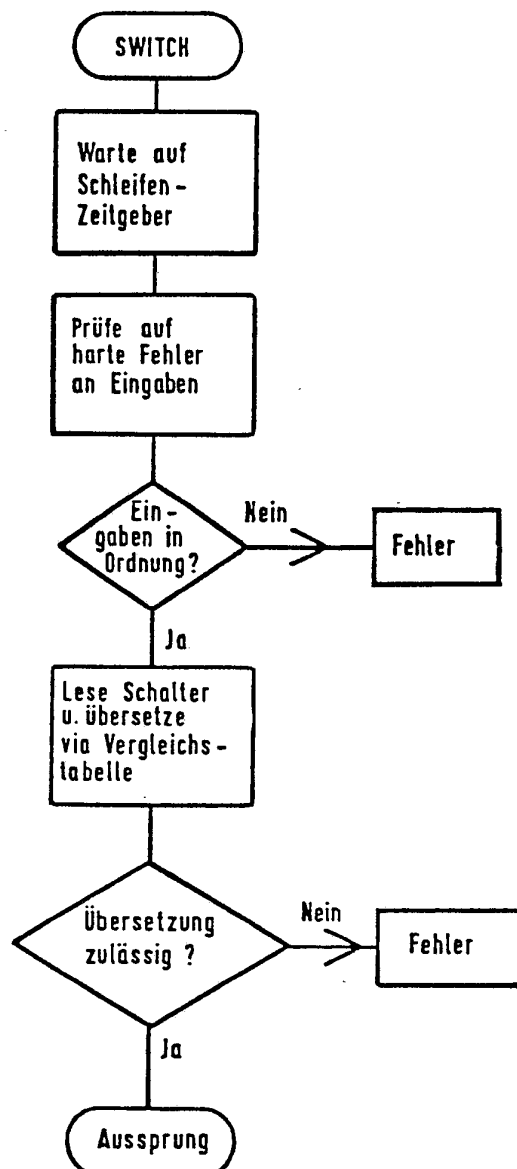 SWITCH
Warte auf
Schleifen-
Zeitgeber
Prüfe auf
harte Fehler
an Eingaben
Ein-
gaben in
Ordnung?
Nein
Fehler
Ja
Lese Schalter
u. übersetze
via Vergleichs-
tabelle
Übersetzung
zulässig ?
Nein
Fehler
Ja
Aussprung